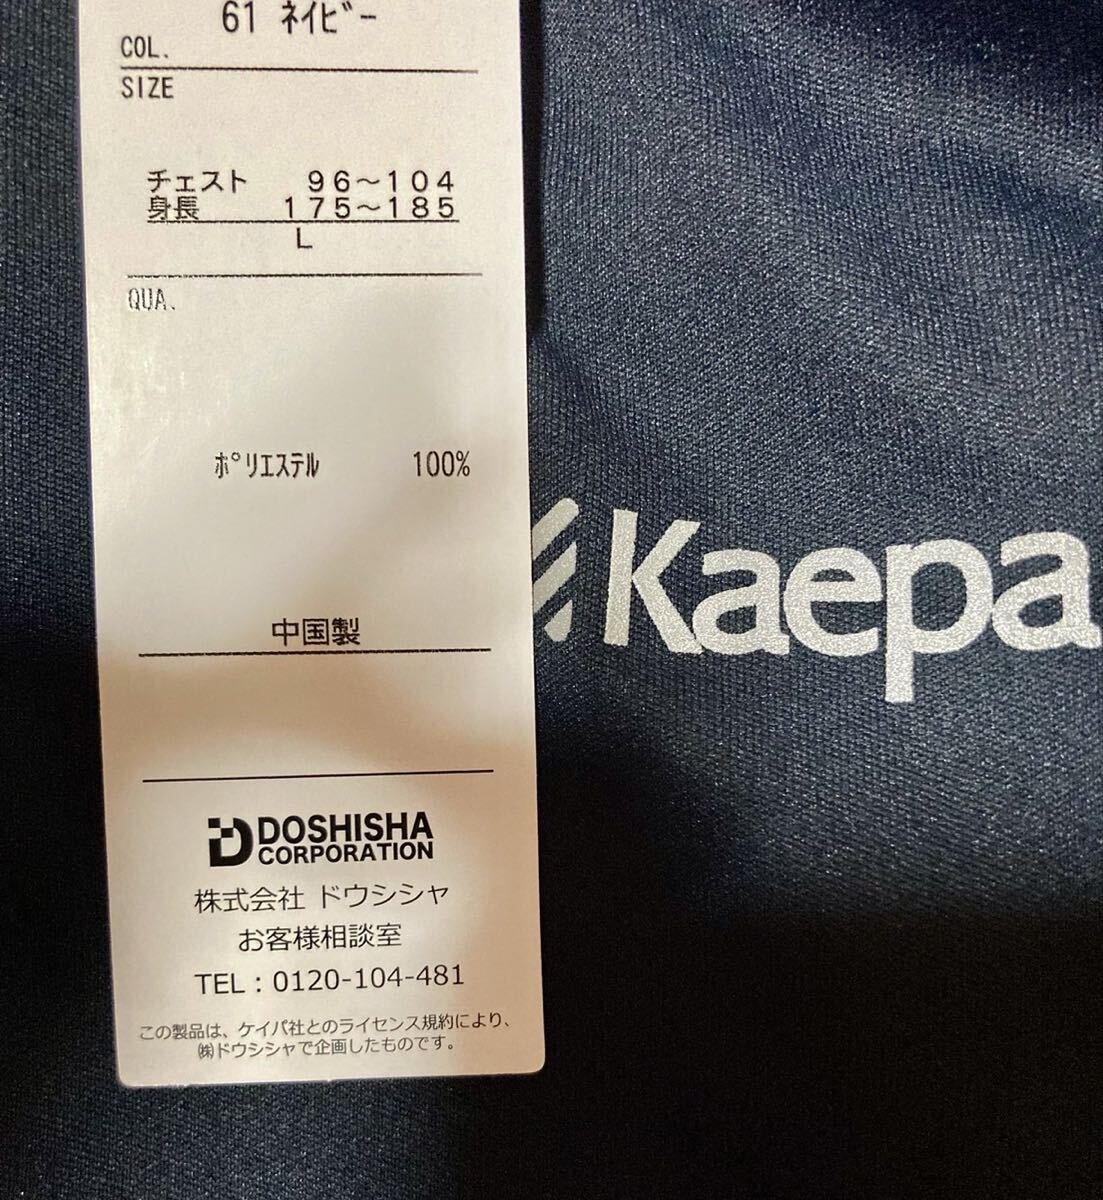 61 ﾈｲﾋﾞｰ
COL.
SIZE
チェスト 96～104
身長 175～185
L
QUA.
ﾎﾟﾘｴｽﾃﾙ 100%
中国製
DOSHISHA
CORPORATION
株式会社 ドウシシャ
お客様相談室
TEL：0120-104-481
この製品は、ケイパ社とのライセンス規約により、
㈱ドウシシャで企画したものです。
Kaepa